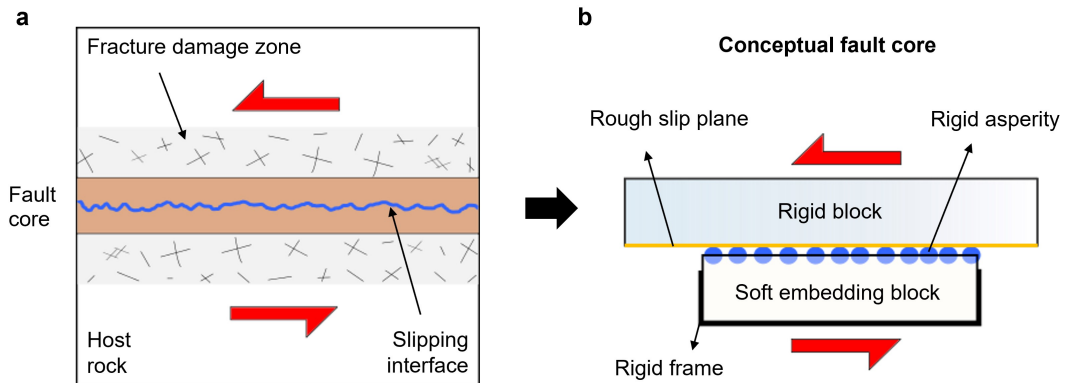 a
Fracture damage zone
Fault
core
Host
rock
Slipping
interface
b
Conceptual fault core
Rough slip plane
Rigid asperity
Rigid block
Soft embedding block
Rigid frame